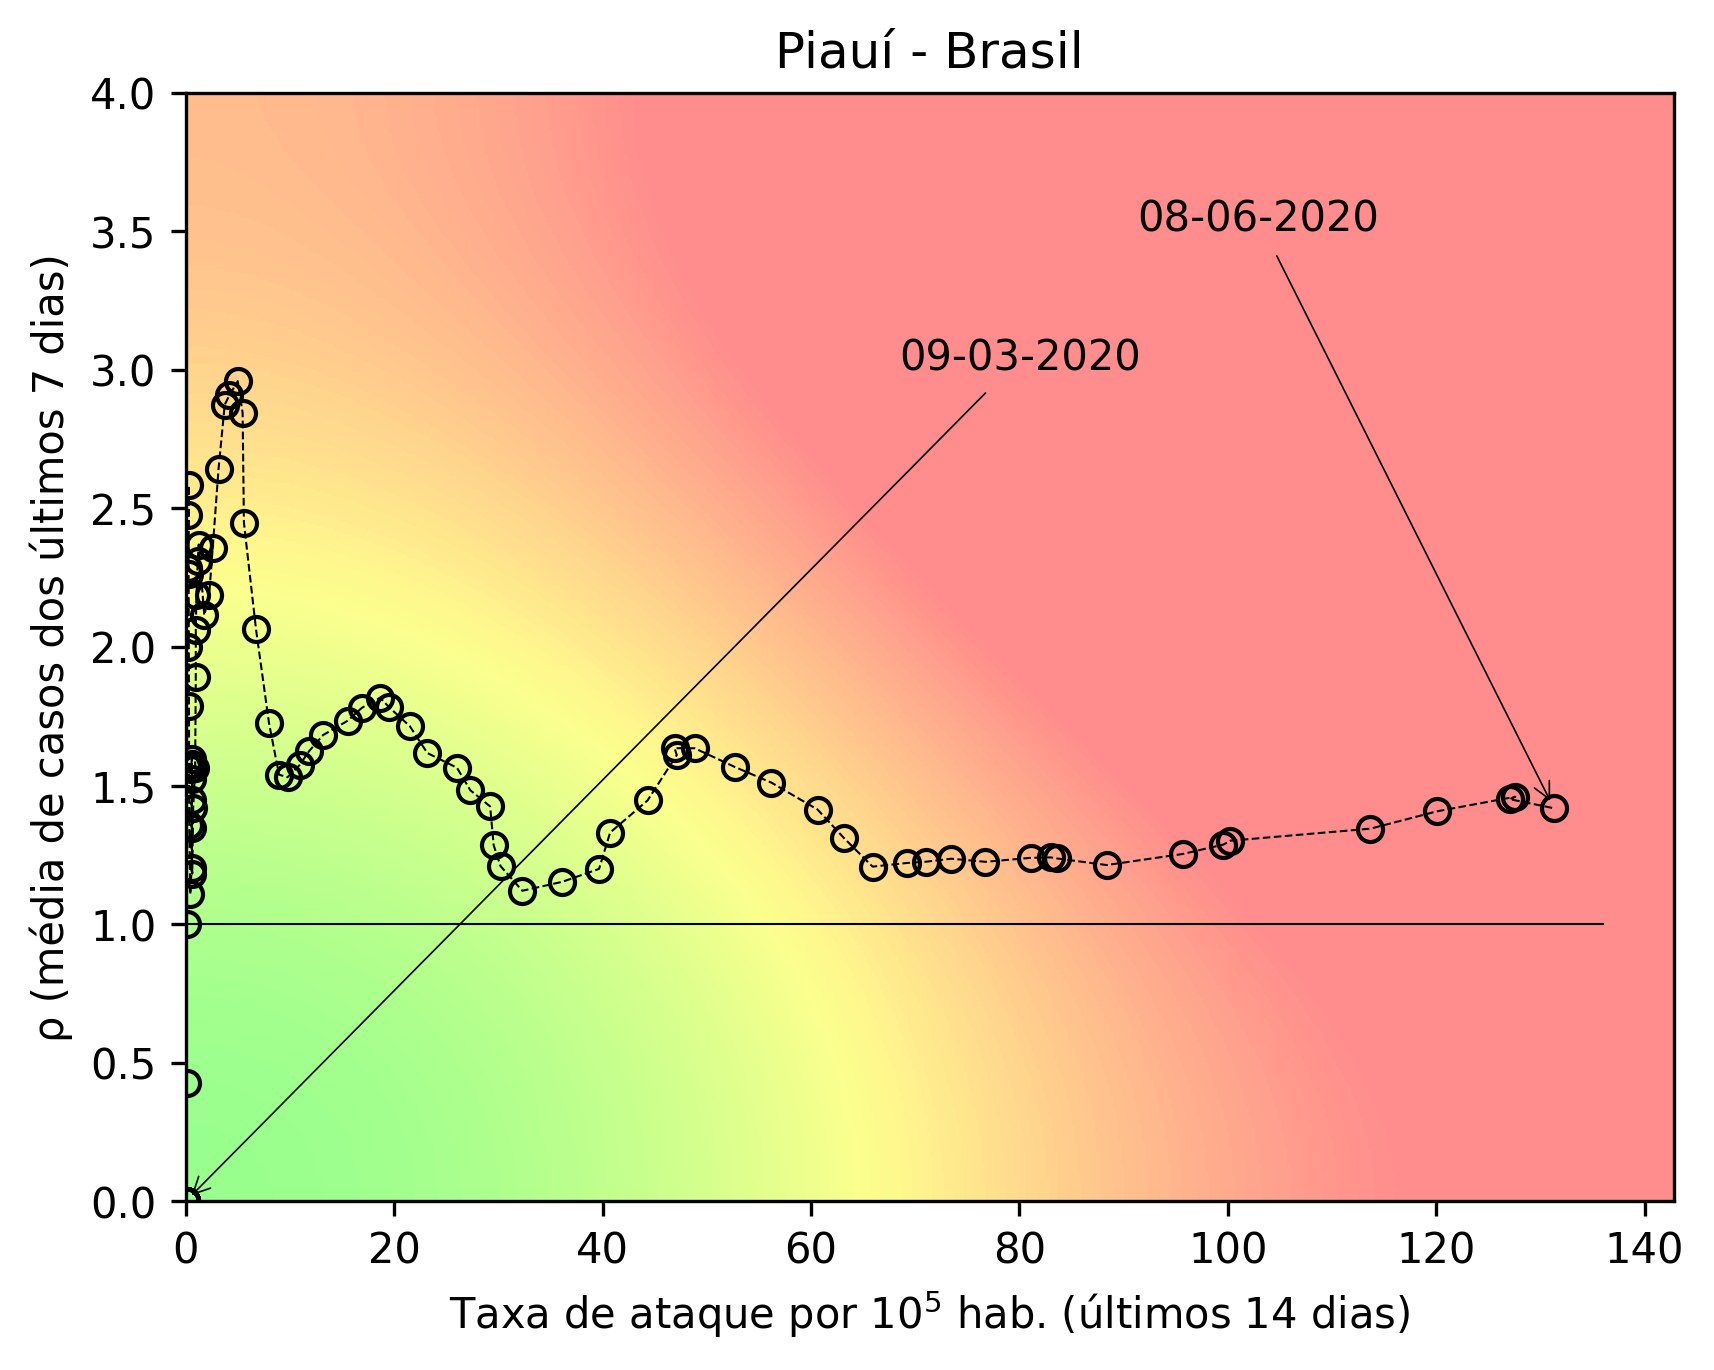 Piauí - Brasil
4.0
3.5
3.0
2.5
2.0
1.5
1.0
0.5
0.0
ρ (média de casos dos últimos 7 dias)
08-06-2020
09-03-2020
0 20 40 60 80 100 120 140
Taxa de ataque por 10⁵ hab. (últimos 14 dias)